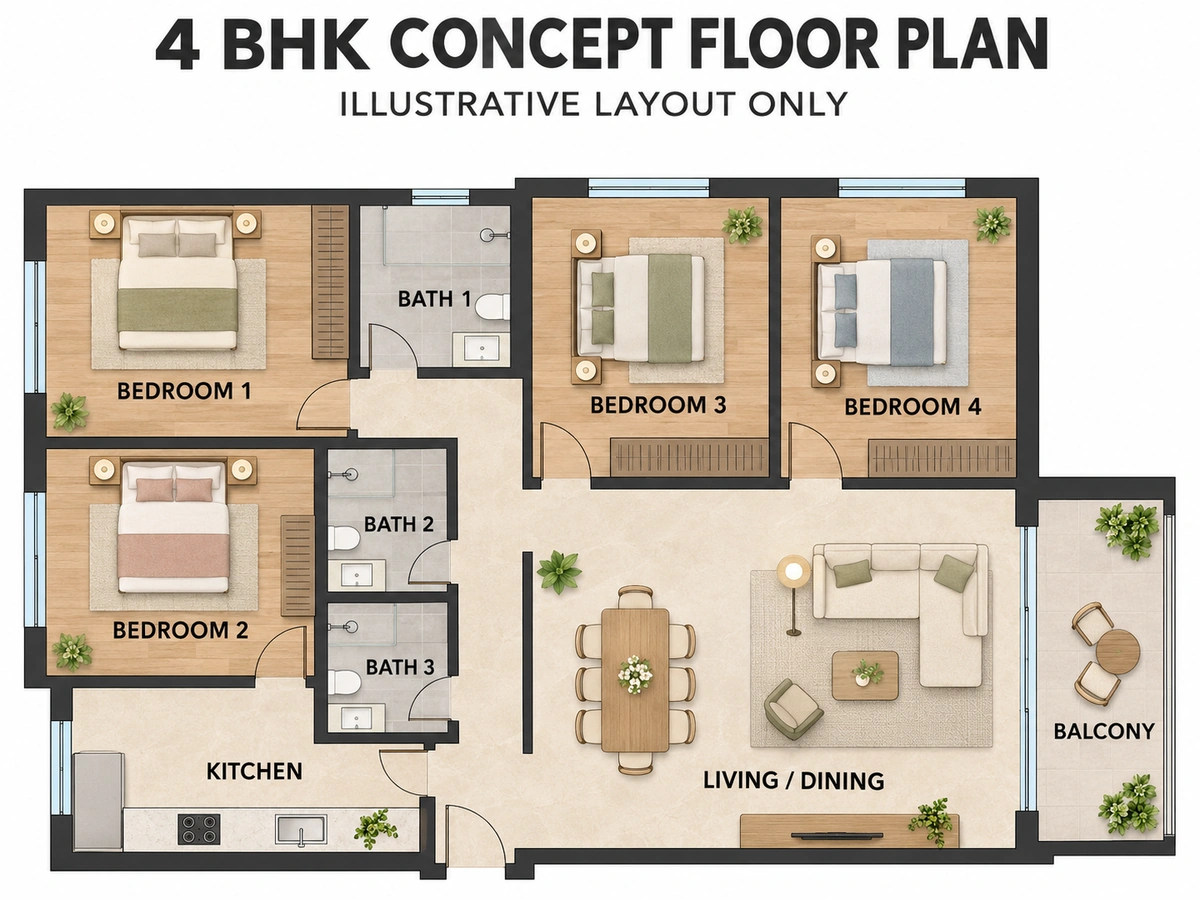 4 BHK CONCEPT FLOOR PLAN
ILLUSTRATIVE LAYOUT ONLY
BATH 1
BEDROOM 1
BEDROOM 3
BEDROOM 4
BATH 2
BEDROOM 2
BATH 3
BALCONY
KITCHEN
LIVING / DINING